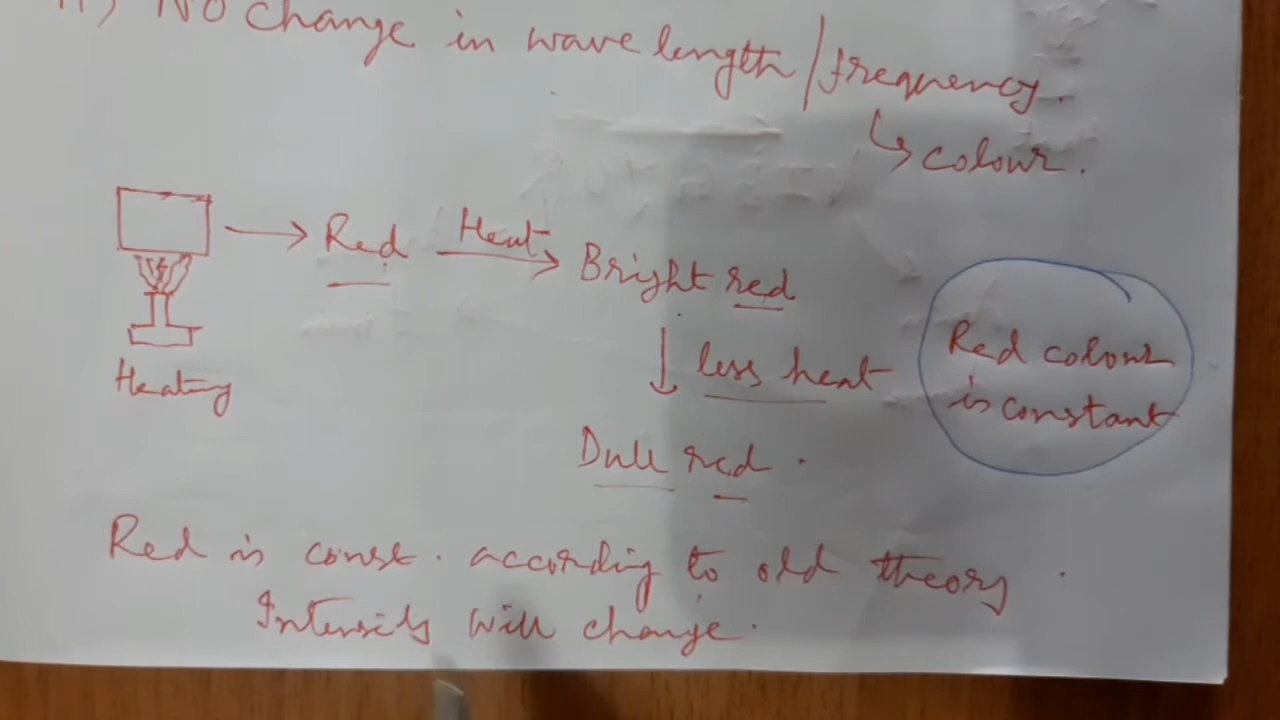 ii) NO change in wave length/frequency.
↳ colour.
→ Red Heat → Bright red
Heating
↓ less heat
Red colour
is constant
Dull red .
Red is const. according to old theory .
Intensity will change.